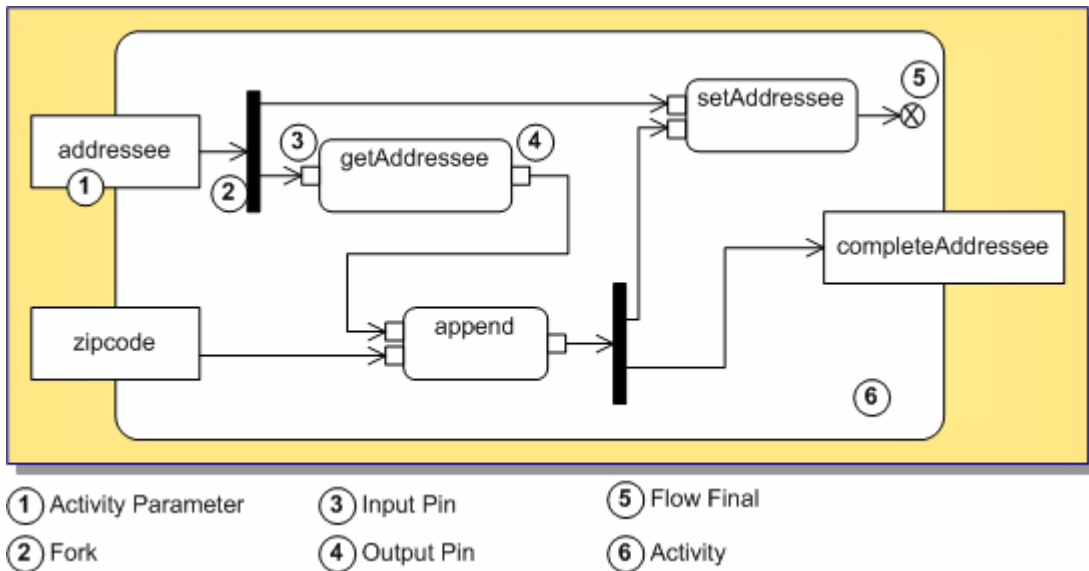 5
setAddressee
addressee
1
3
getAddressee
4
2
completeAddressee
append
zipcode
6
1 Activity Parameter
3 Input Pin
5 Flow Final
2 Fork
4 Output Pin
6 Activity